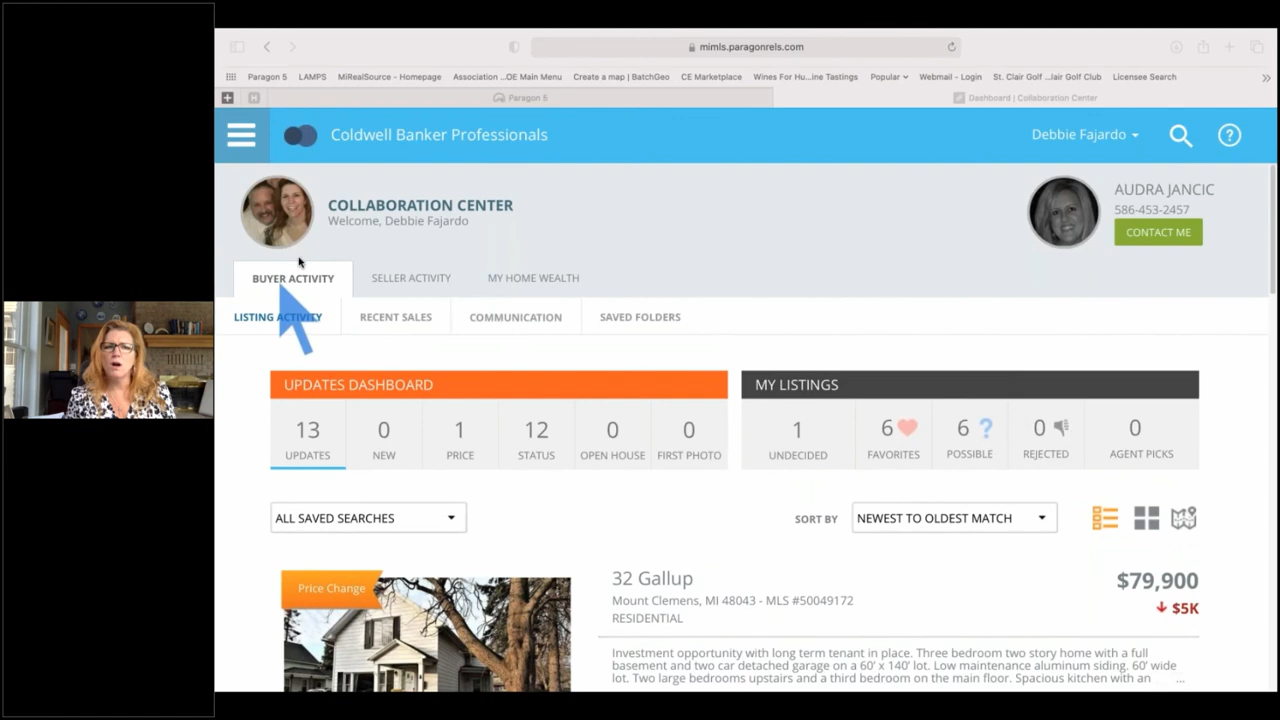 mimls.paragonrels.com
Paragon 5 LAMPS MiRealSource - Homepage Association ...OE Main Menu Create a map | BatchGeo CE Marketplace Wines For Hu...ine Tastings Popular Webmail - Login St. Clair Golf ...lair Golf Club Licensee Search
Paragon 5 Dashboard | Collaboration Center
Coldwell Banker Professionals Debbie Fajardo
COLLABORATION CENTER
Welcome, Debbie Fajardo
AUDRA JANCIC
586-453-2457
CONTACT ME
BUYER ACTIVITY SELLER ACTIVITY MY HOME WEALTH
LISTING ACTIVITY RECENT SALES COMMUNICATION SAVED FOLDERS
UPDATES DASHBOARD MY LISTINGS
13 0 1 12 0 0 1 6 6 ? 0 0
UPDATES NEW PRICE STATUS OPEN HOUSE FIRST PHOTO UNDECIDED FAVORITES POSSIBLE REJECTED AGENT PICKS
ALL SAVED SEARCHES SORT BY NEWEST TO OLDEST MATCH
Price Change
32 Gallup $79,900
Mount Clemens, MI 48043 - MLS #50049172 $5K
RESIDENTIAL
Investment opportunity with long term tenant in place. Three bedroom two story home with a full
basement and two car detached garage on a 60' x 140' lot. Low maintenance aluminum siding. 60' wide
lot. Two large bedrooms upstairs and a third bedroom on the main floor. Spacious kitchen with an ...